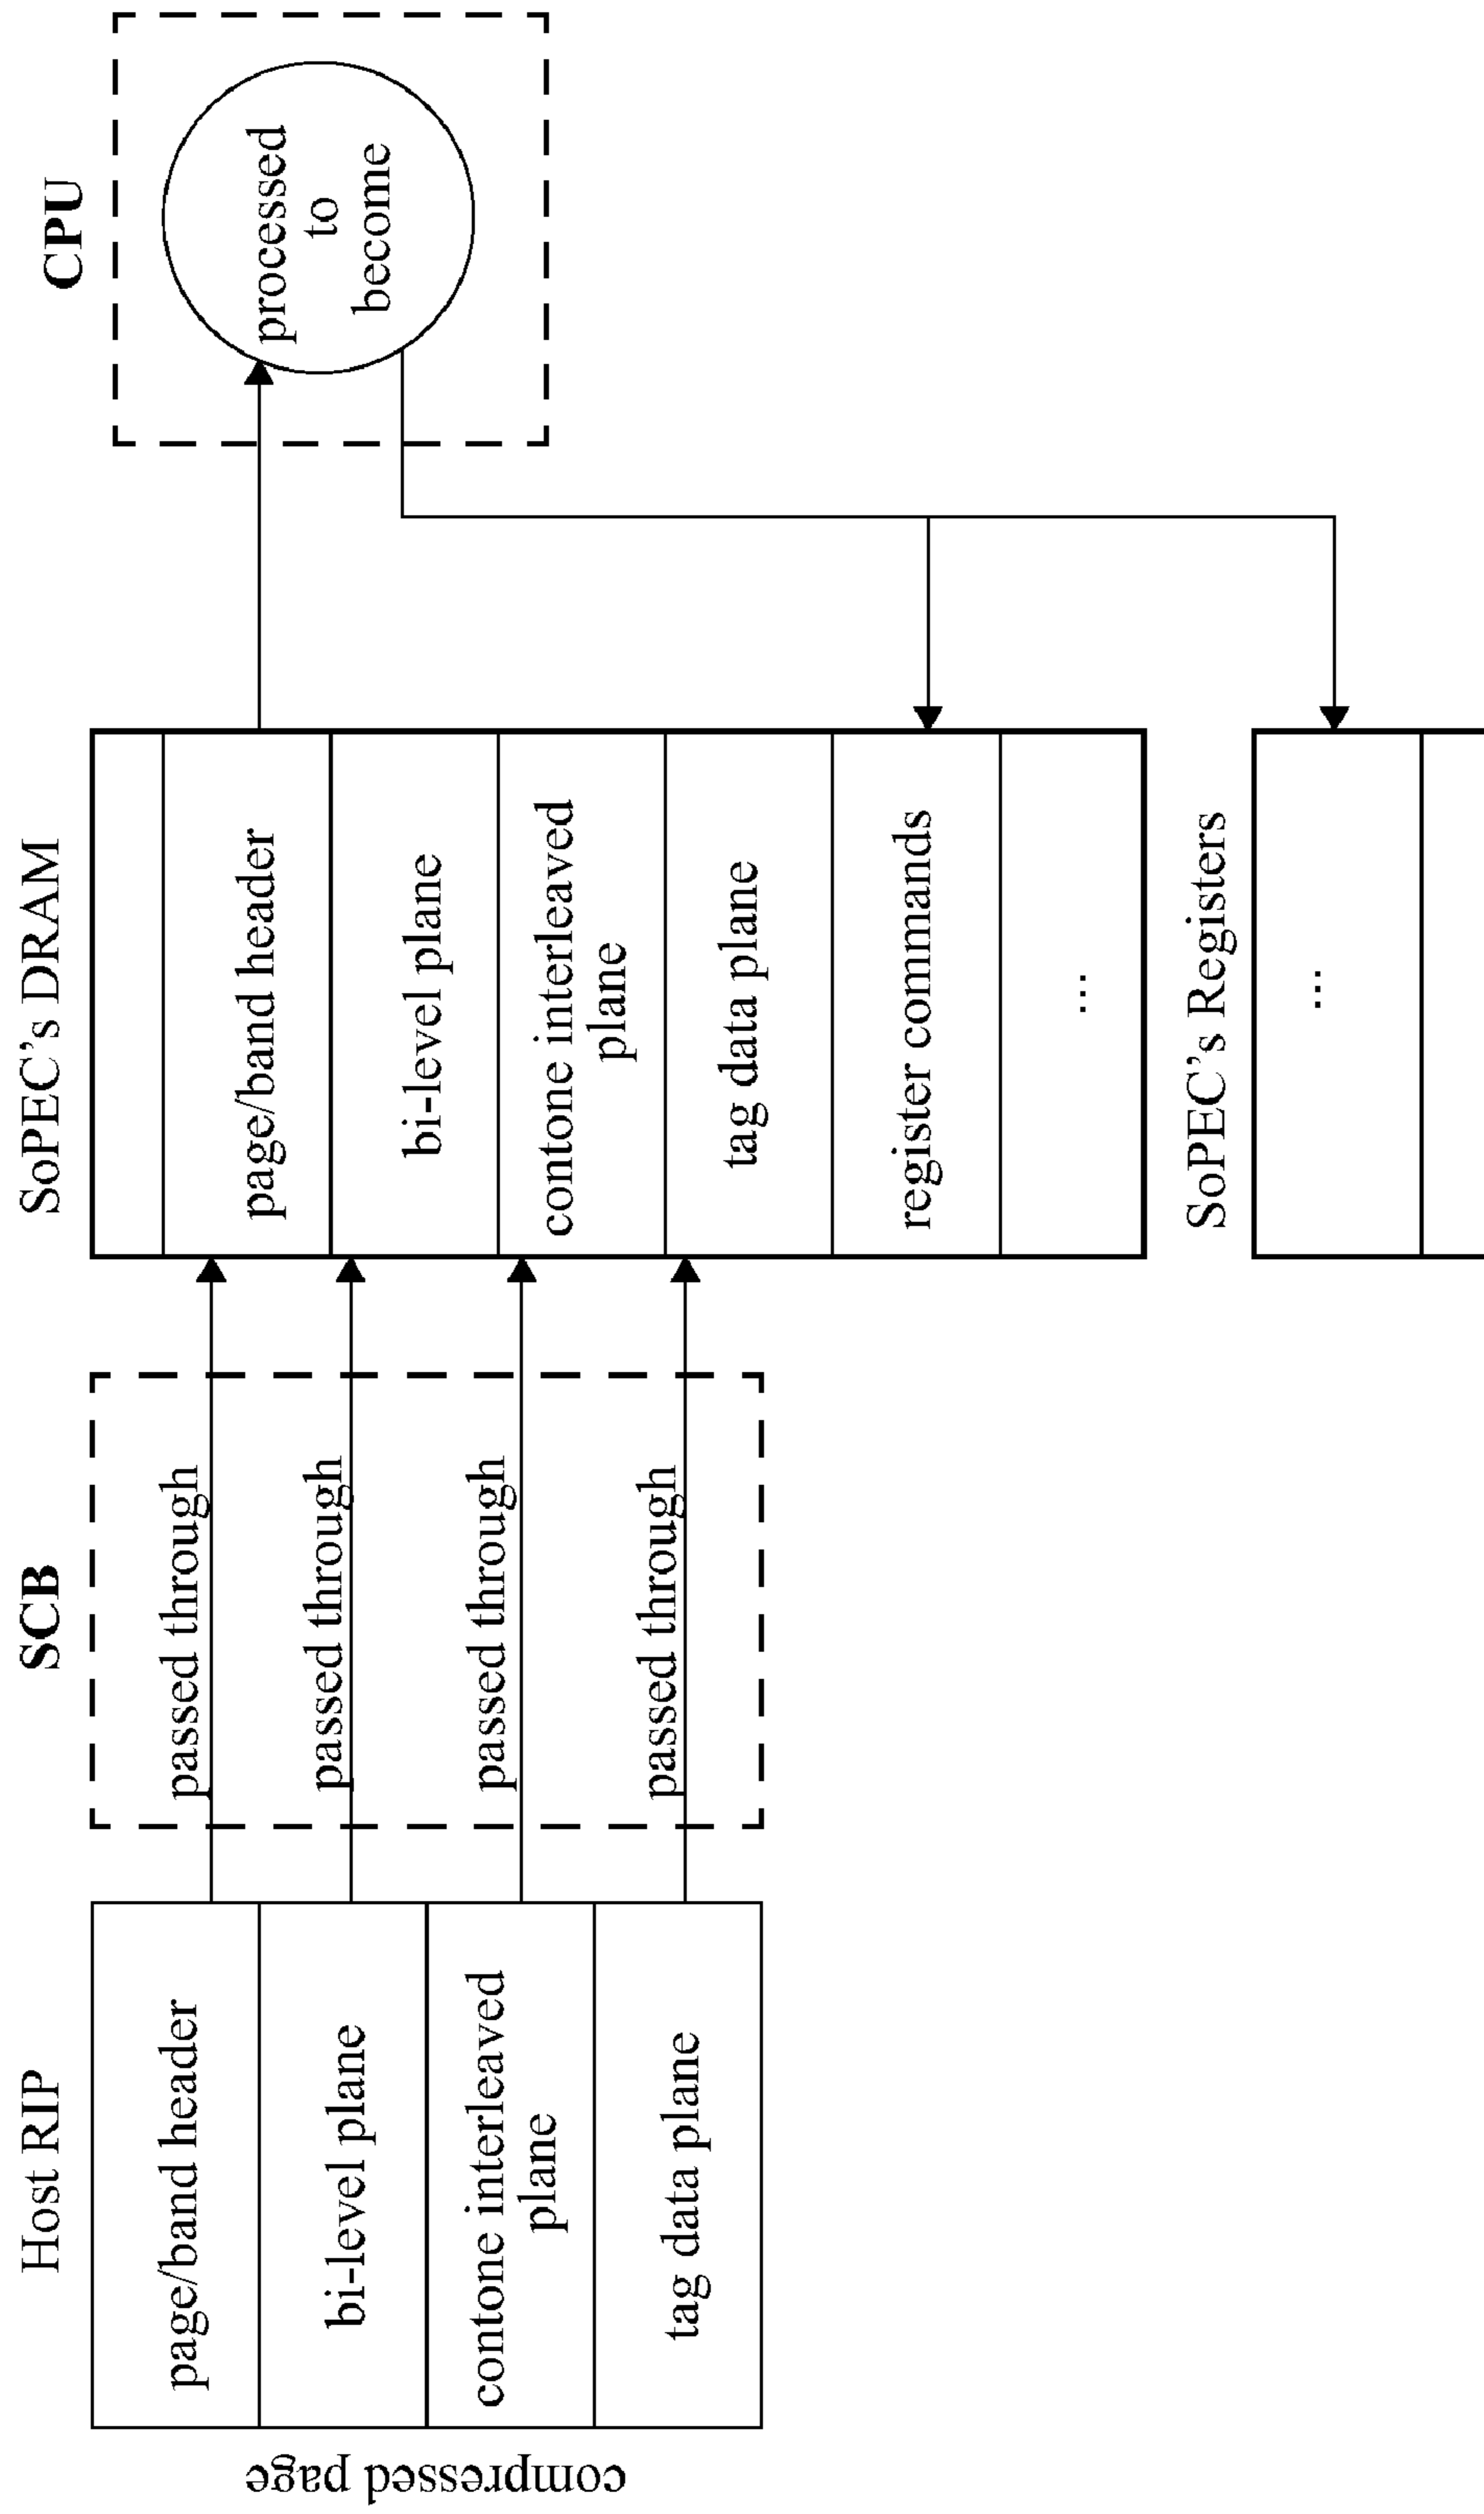 compressed page
Host RIP
page/band header
bi-level plane
contone interleaved
plane
tag data plane
SCB
passed through
passed through
passed through
passed through
SoPEC's DRAM
page/band header
bi-level plane
contone interleaved
plane
tag data plane
register commands
...
SoPEC's Registers
...
CPU
processed
to
become